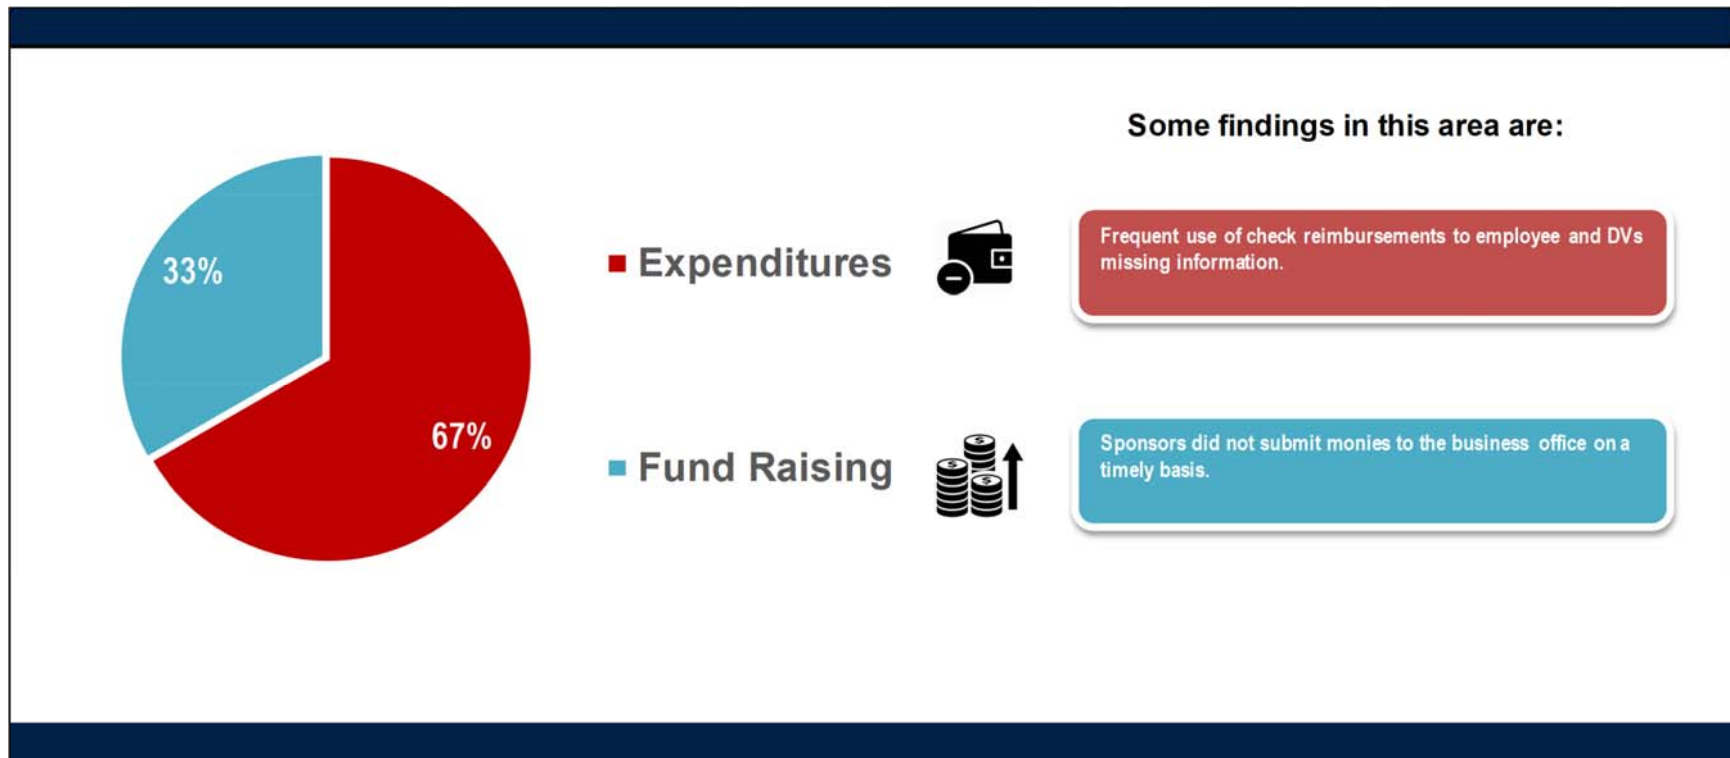 Some findings in this area are:
33%
67%
Expenditures
Frequent use of check reimbursements to employee and DVs
missing information.
Fund Raising
Sponsors did not submit monies to the business office on a
timely basis.